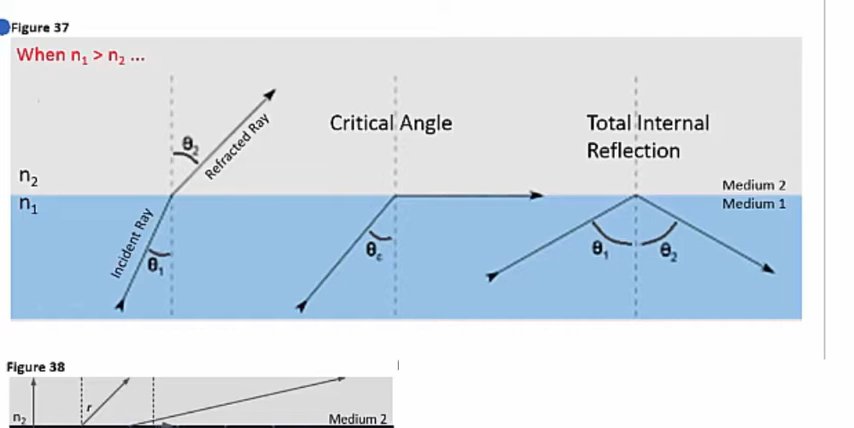 Figure 37
When n₁ > n₂ ...
θ₂
Refracted Ray
Critical Angle
Total Internal
Reflection
n₂
n₁
Medium 2
Medium 1
Incident Ray
θ₁
θc
θ₁
θ₂
Figure 38
r
n₂
Medium 2